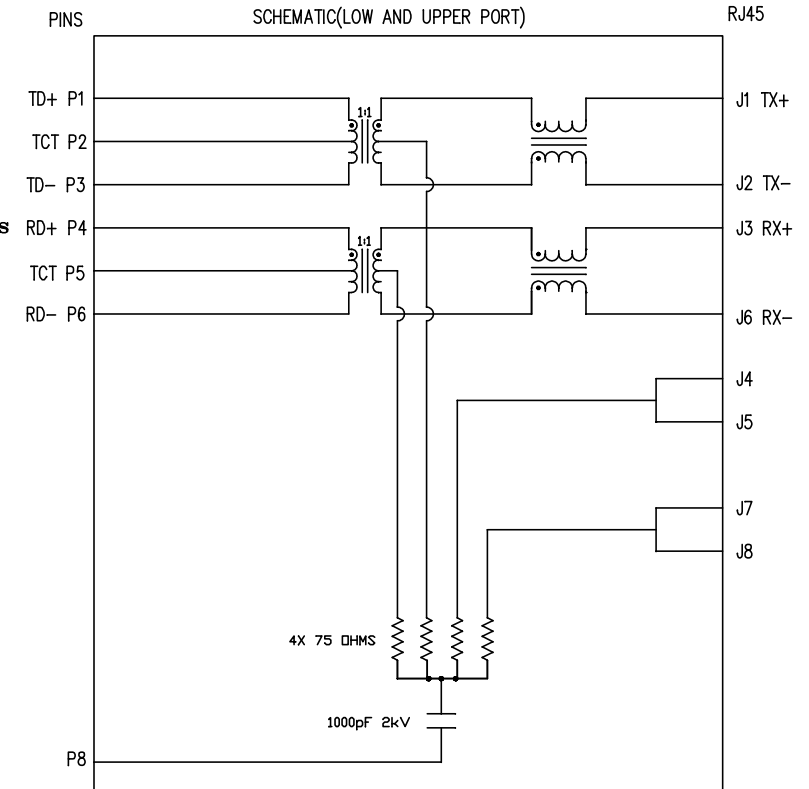 PINS SCHEMATIC(LOW AND UPPER PORT) RJ45
TD+ P1 1:1 J1 TX+
TCT P2
TD- P3 J2 TX-
s RD+ P4 1:1 J3 RX+
TCT P5
RD- P6 J6 RX-
J4
J5
J7
J8
4X 75 OHMS
1000pF 2kV
P8